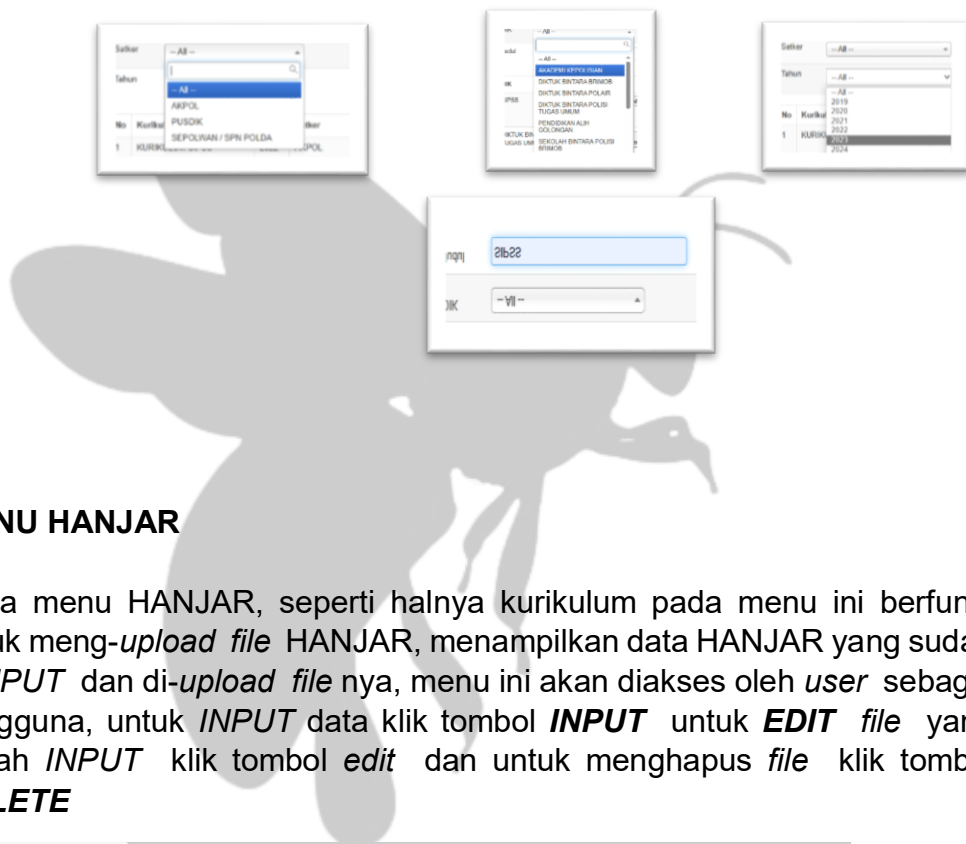 Satker -- All --
Tahun
-- All --
AKPOL
PUSDIK
SEPOLWAN / SPN POLDA
No
1
-- All --
-- All --
AKADEMI KEPOLISIAN
DIKTUK BINTARA BRIMOB
DIKTUK BINTARA POLAIR
DIKTUK BINTARA POLISI
TUGAS UMUM
PENDIDIKAN ALIH
GOLONGAN
SEKOLAH BINTARA POLISI
BRIMOB
Satker -- All --
Tahun -- All --
-- All --
2019
2020
2021
2022
2023
2024
No
1
SIPSS
-- All --
NU HANJAR
a menu HANJAR, seperti halnya kurikulum pada menu ini berfun
uk meng-upload file HANJAR, menampilkan data HANJAR yang suda
PUT dan di-upload file nya, menu ini akan diakses oleh user sebag
gguna, untuk INPUT data klik tombol INPUT untuk EDIT file yan
ah INPUT klik tombol edit dan untuk menghapus file klik tomb
LETE